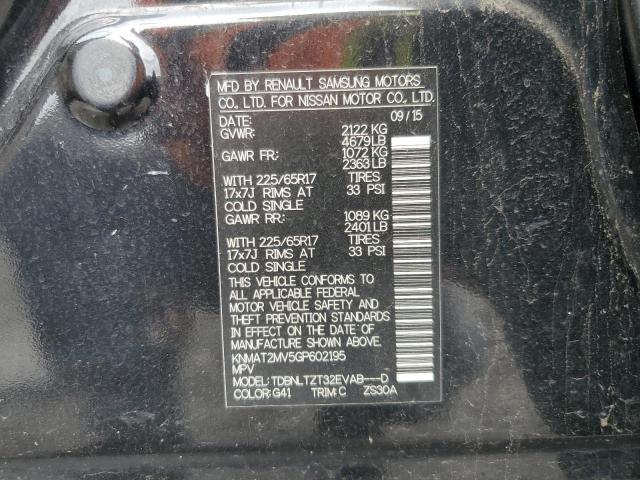 MFD BY RENAULT SAMSUNG MOTORS
CO., LTD. FOR NISSAN MOTOR CO., LTD.
DATE: 09/15
GVWR: 2122 KG
4679 LB
GAWR FR: 1072 KG
2363 LB
WITH 225/65R17 TIRES
17x7J RIMS AT 33 PSI
COLD SINGLE
GAWR RR: 1089 KG
2401 LB
WITH 225/65R17 TIRES
17x7J RIMS AT 33 PSI
COLD SINGLE
THIS VEHICLE CONFORMS TO
ALL APPLICABLE FEDERAL
MOTOR VEHICLE SAFETY AND
THEFT PREVENTION STANDARDS
IN EFFECT ON THE DATE OF
MANUFACTURE SHOWN ABOVE.
KNMAT2MV5GP602195
MPV
MODEL: TDBNLTZT32EVAB---D
COLOR: G41 TRIM: C ZS30A